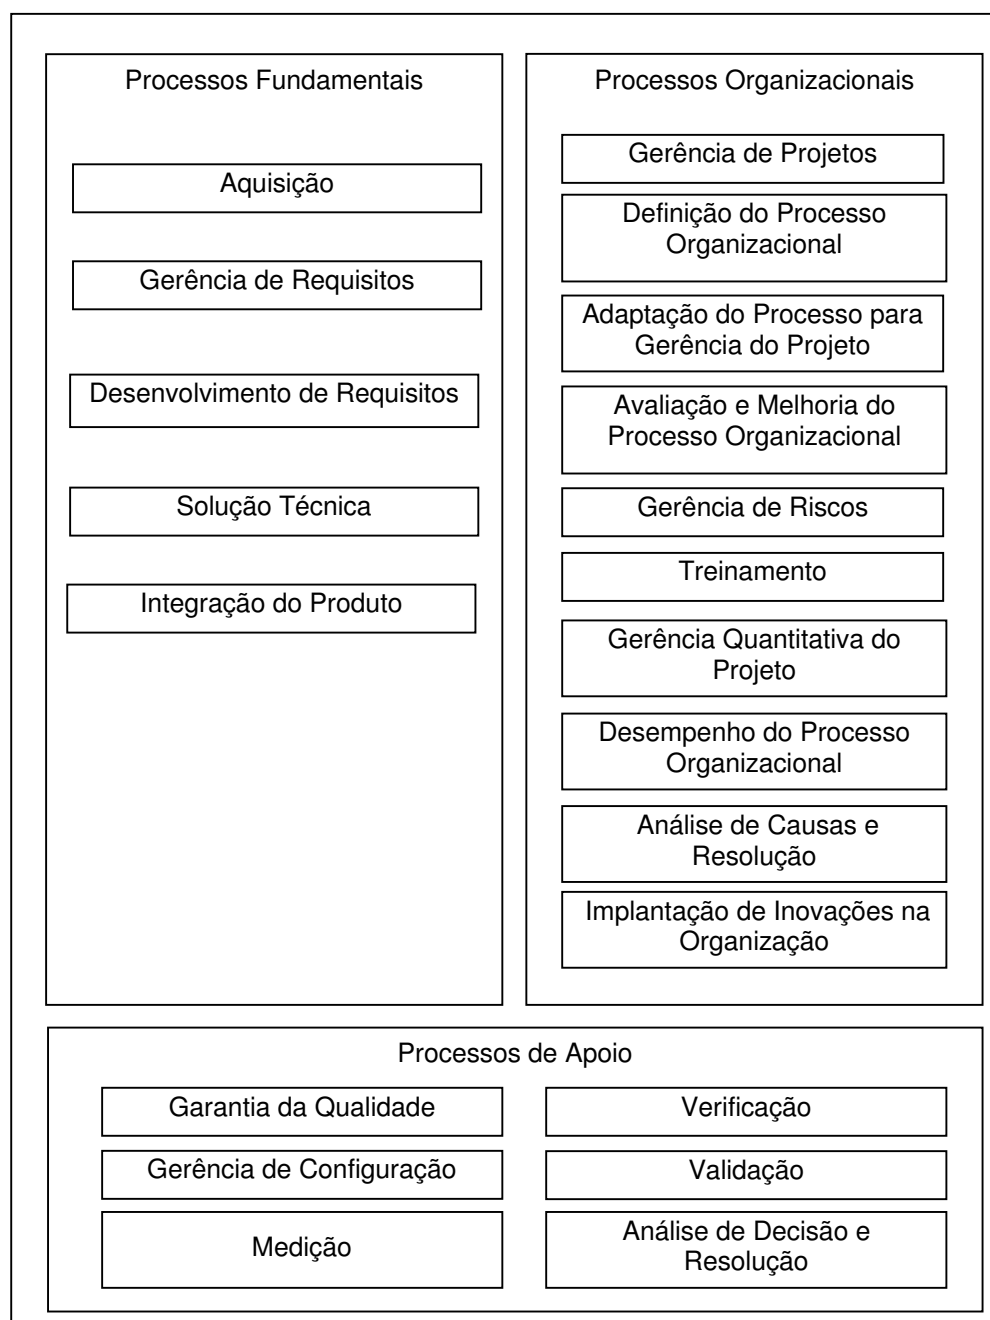 Processos Fundamentais
Aquisição
Gerência de Requisitos
Desenvolvimento de Requisitos
Solução Técnica
Integração do Produto
Processos Organizacionais
Gerência de Projetos
Definição do Processo
Organizacional
Adaptação do Processo para
Gerência do Projeto
Avaliação e Melhoria do
Processo Organizacional
Gerência de Riscos
Treinamento
Gerência Quantitativa do
Projeto
Desempenho do Processo
Organizacional
Análise de Causas e
Resolução
Implantação de Inovações na
Organização
Processos de Apoio
Garantia da Qualidade
Verificação
Gerência de Configuração
Validação
Medição
Análise de Decisão e
Resolução